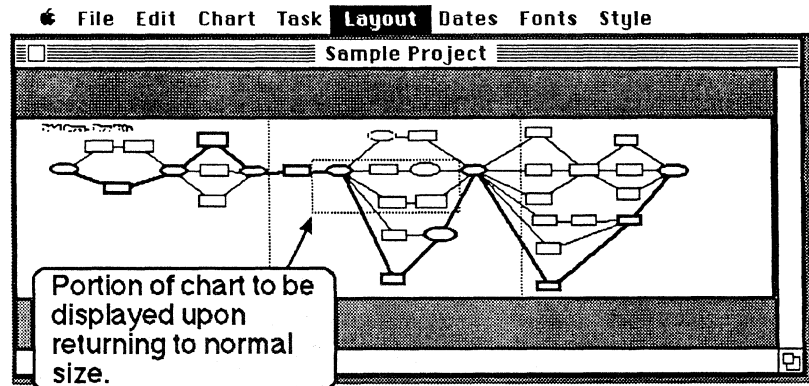 File Edit Chart Task Layout Dates Fonts Style
Sample Project
Portion of chart to be
displayed upon
returning to normal
size.